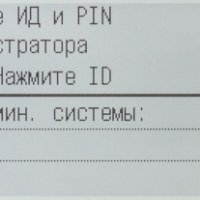 е ИД и PIN
стратора
Нажмите ID
мин. системы: